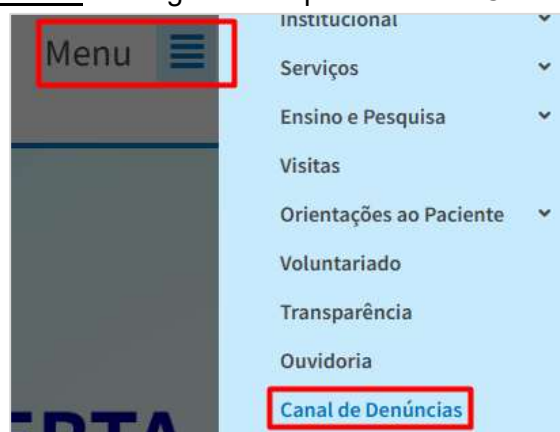 Menu
Institucional
Serviços
Ensino e Pesquisa
Visitas
Orientações ao Paciente
Voluntariado
Transparência
Ouvidoria
Canal de Denúncias